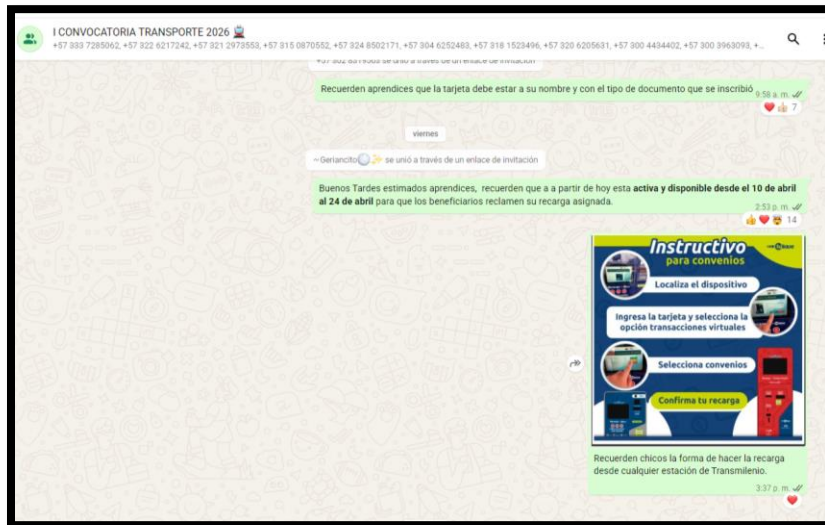 I CONVOCATORIA TRANSPORTE 2026
+57 333 7285062, +57 322 6217242, +57 321 2973553, +57 315 0870552, +57 324 8502171, +57 304 6252483, +57 318 1523496, +57 320 6205631, +57 300 4434402, +57 300 3963093, +...
se unió a través de un enlace de invitación
Recuerden aprendices que la tarjeta debe estar a su nombre y con el tipo de documento que se inscribió
9:58 a. m.
7
viernes
~ Geriancito se unió a través de un enlace de invitación
Buenos Tardes estimados aprendices, recuerden que a a partir de hoy esta activa y disponible desde el 10 de abril
al 24 de abril para que los beneficiarios reclamen su recarga asignada.
2:53 p. m.
14
Instructivo
para convenios
Localiza el dispositivo
Ingresa la tarjeta y selecciona la
opción transacciones virtuales
Selecciona convenios
Confirma tu recarga
Recuerden chicos la forma de hacer la recarga
desde cualquier estación de Transmilenio.
3:37 p. m.